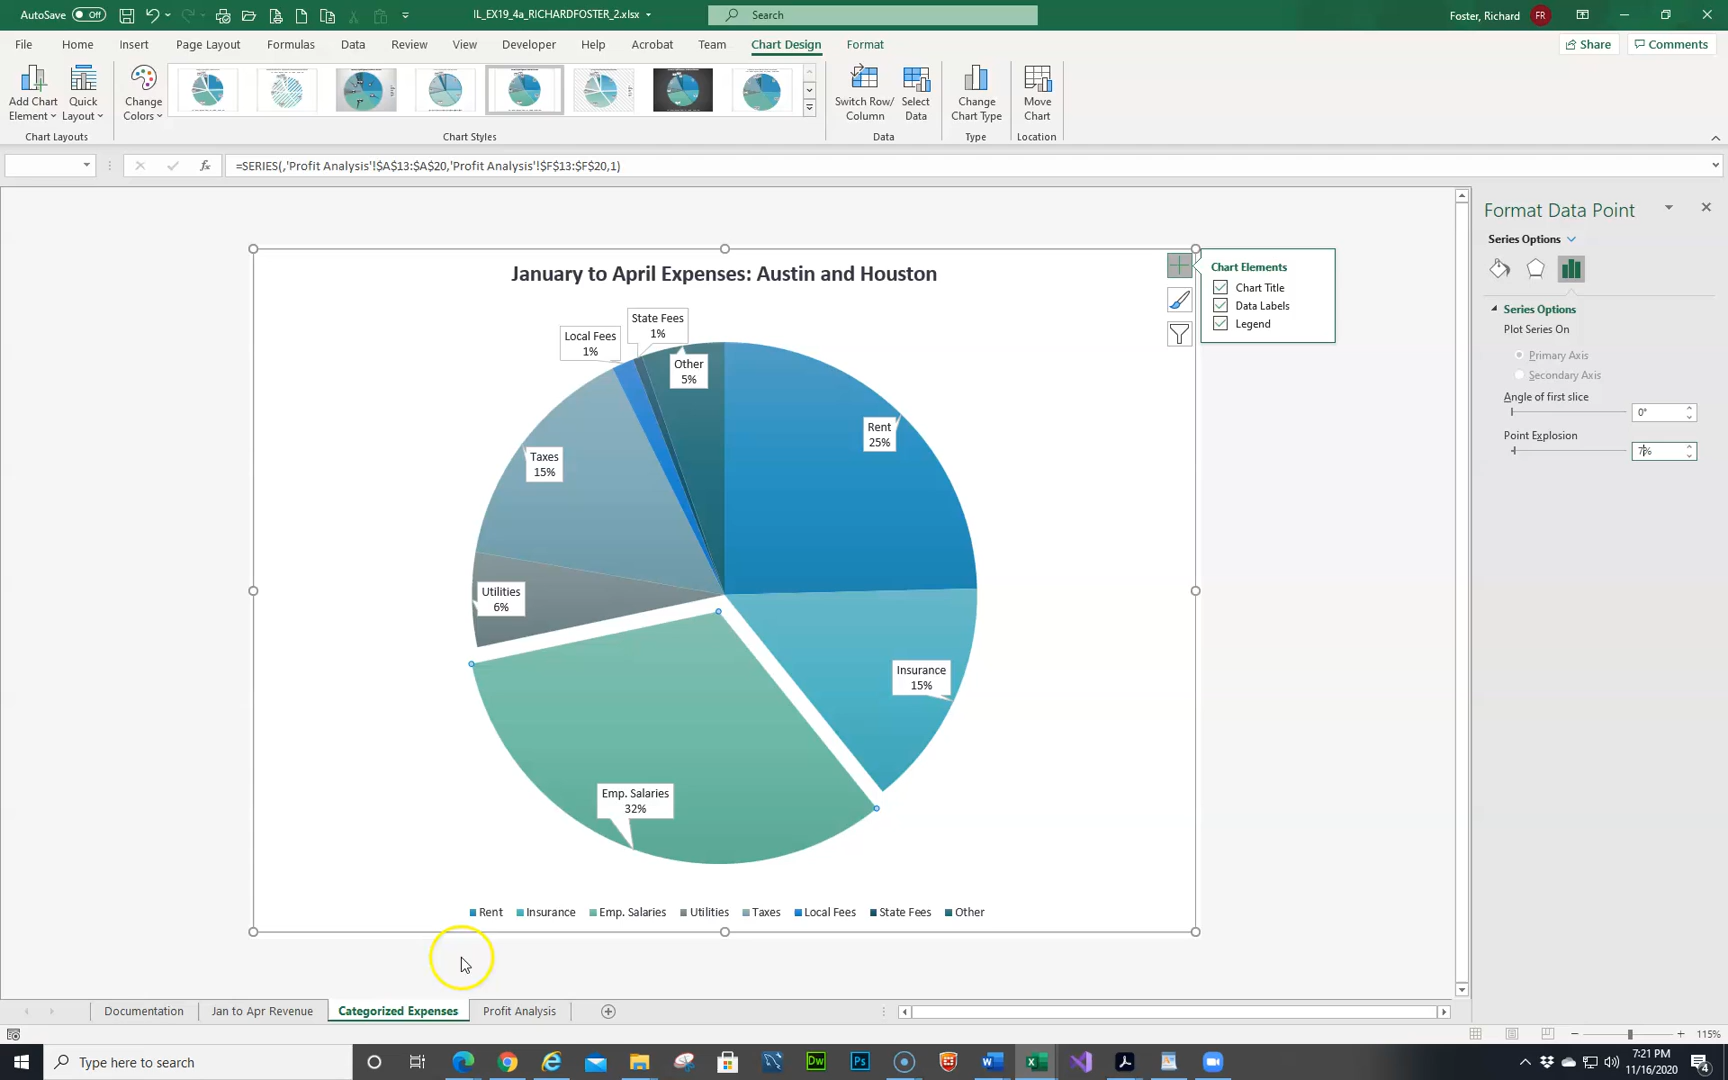 AutoSave Off
IL_EX19_4a_RICHARDFOSTER_2.xlsx
Search
Foster, Richard FR
File Home Insert Page Layout Formulas Data Review View Developer Help Acrobat Team Chart Design Format
Share Comments
Add Chart Element
Quick Layout
Change Colors
Switch Row/ Column
Select Data
Change Chart Type
Move Chart
Chart Layouts
Chart Styles
Data
Type
Location
fx =SERIES(,'Profit Analysis'!$A$13:$A$20,'Profit Analysis'!$F$13:$F$20,1)
January to April Expenses: Austin and Houston
State Fees
1%
Local Fees
1%
Other
5%
Rent
25%
Taxes
15%
Utilities
6%
Insurance
15%
Emp. Salaries
32%
Rent Insurance Emp. Salaries Utilities Taxes Local Fees State Fees Other
Chart Elements
Chart Title
Data Labels
Legend
Format Data Point
Series Options
Series Options
Plot Series On
Primary Axis
Secondary Axis
Angle of first slice
0°
Point Explosion
7%
Documentation Jan to Apr Revenue Categorized Expenses Profit Analysis
115%
Type here to search
Dw Ps
7:21 PM
11/16/2020
4